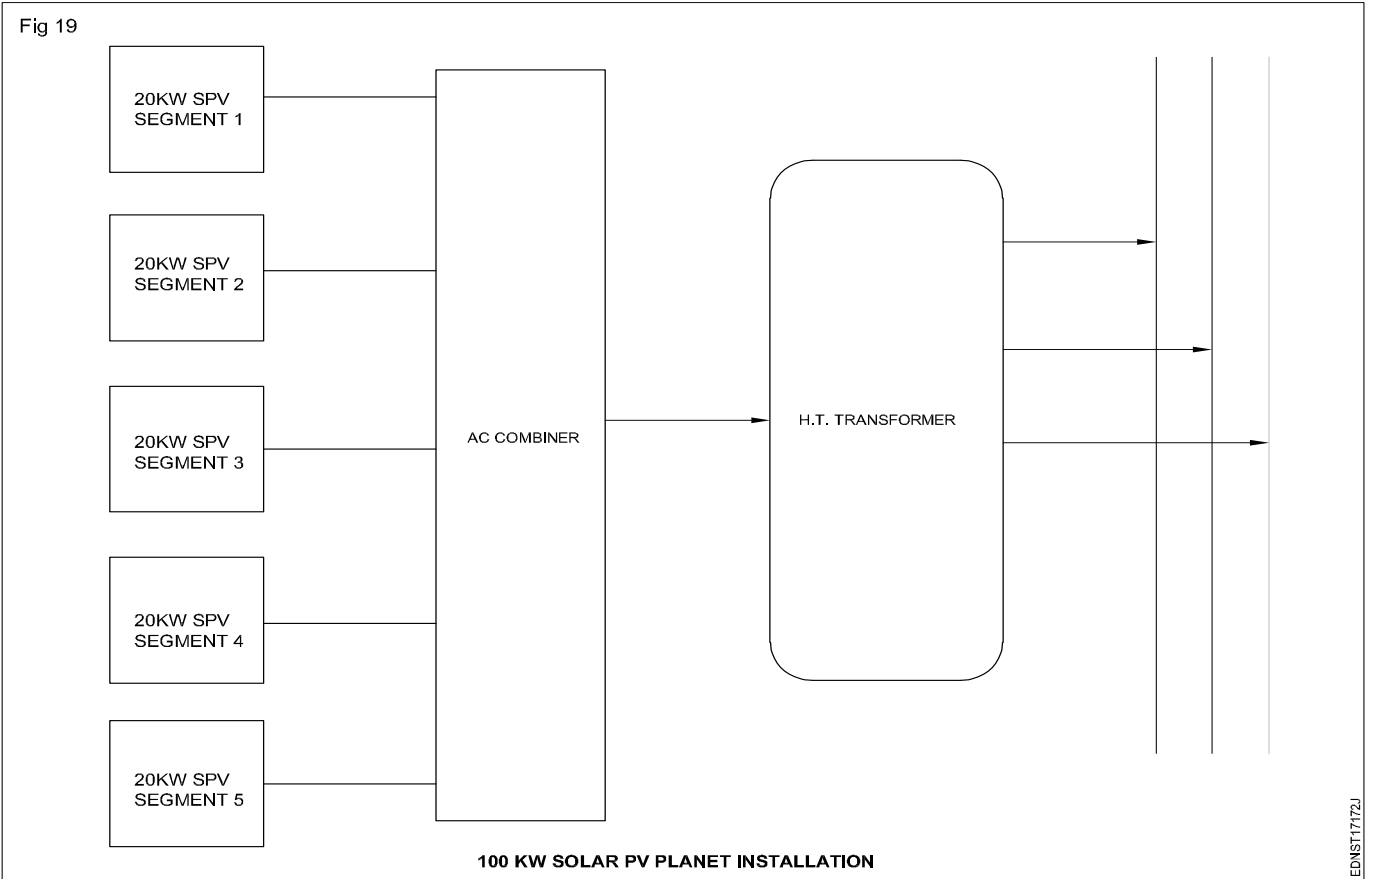 Fig 19
20KW SPV
SEGMENT 1
20KW SPV
SEGMENT 2
20KW SPV
SEGMENT 3
20KW SPV
SEGMENT 4
20KW SPV
SEGMENT 5
AC COMBINER
H.T. TRANSFORMER
100 KW SOLAR PV PLANET INSTALLATION
EDNST17172J